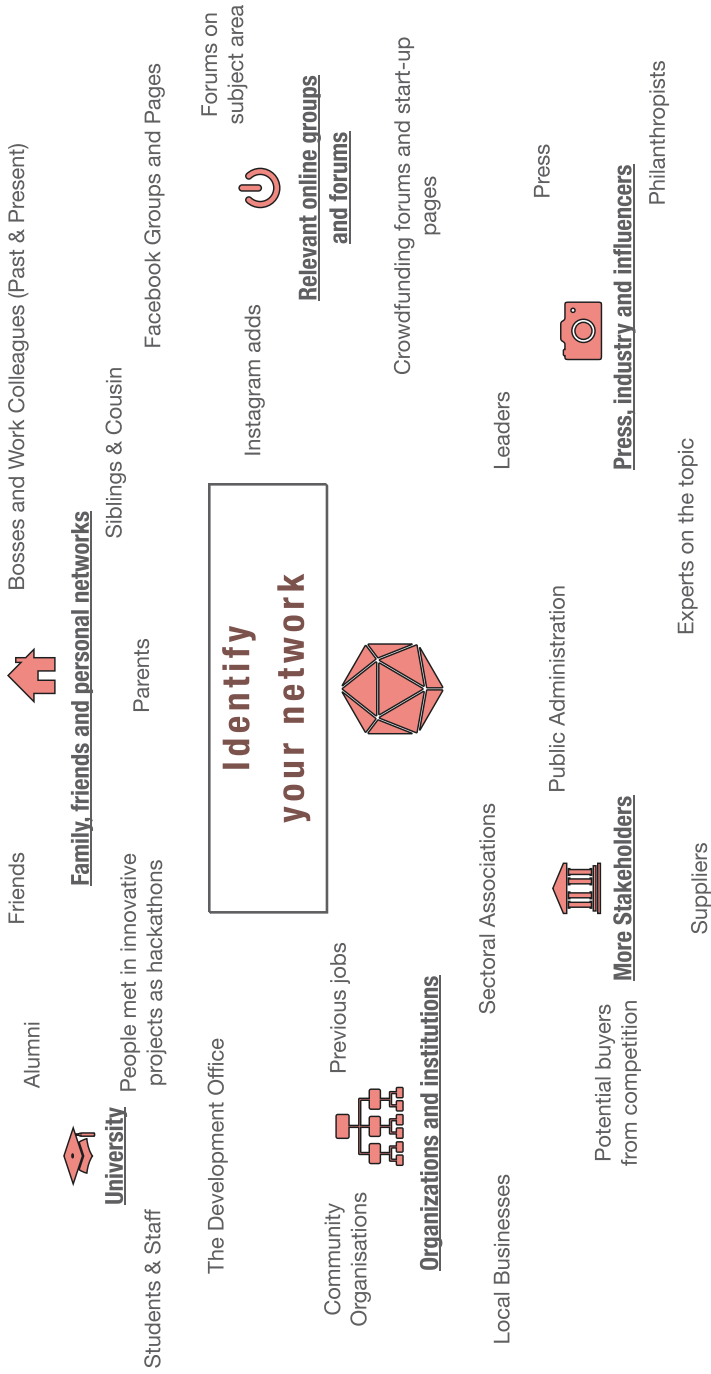 Alumni
University
Students & Staff
People met in innovative
projects as hackathons
The Development Office
Friends
Bosses and Work Colleagues (Past & Present)
Family, friends and personal networks
Siblings & Cousin
Parents
Facebook Groups and Pages
Forums on
subject area
Relevant online groups
and forums
Instagram adds
Crowdfunding forums and start-up
pages
Identify
your network
Previous jobs
Community
Organisations
Organizations and institutions
Sectoral Associations
Local Businesses
Public Administration
More Stakeholders
Potential buyers
from competition
Suppliers
Press
Leaders
Press, industry and influencers
Philanthropists
Experts on the topic